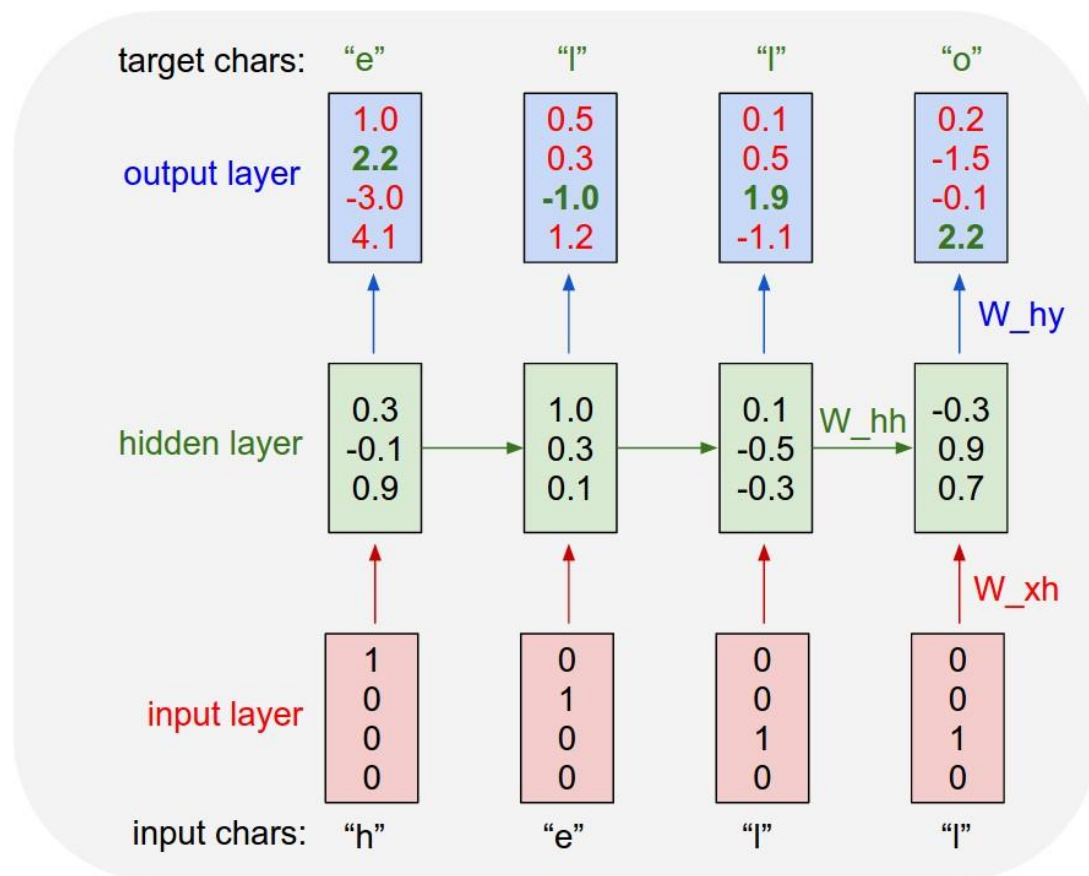 target chars: “e” “l” “l” “o”
output layer
1.0 0.5 0.1 0.2
2.2 0.3 0.5 -1.5
-3.0 -1.0 1.9 -0.1
4.1 1.2 -1.1 2.2
W_hy
hidden layer
0.3 1.0 0.1 W_hh -0.3
-0.1 0.3 -0.5 0.9
0.9 0.1 -0.3 0.7
W_xh
input layer
1 0 0 0
0 1 0 0
0 0 1 1
0 0 0 0
input chars: “h” “e” “l” “l”